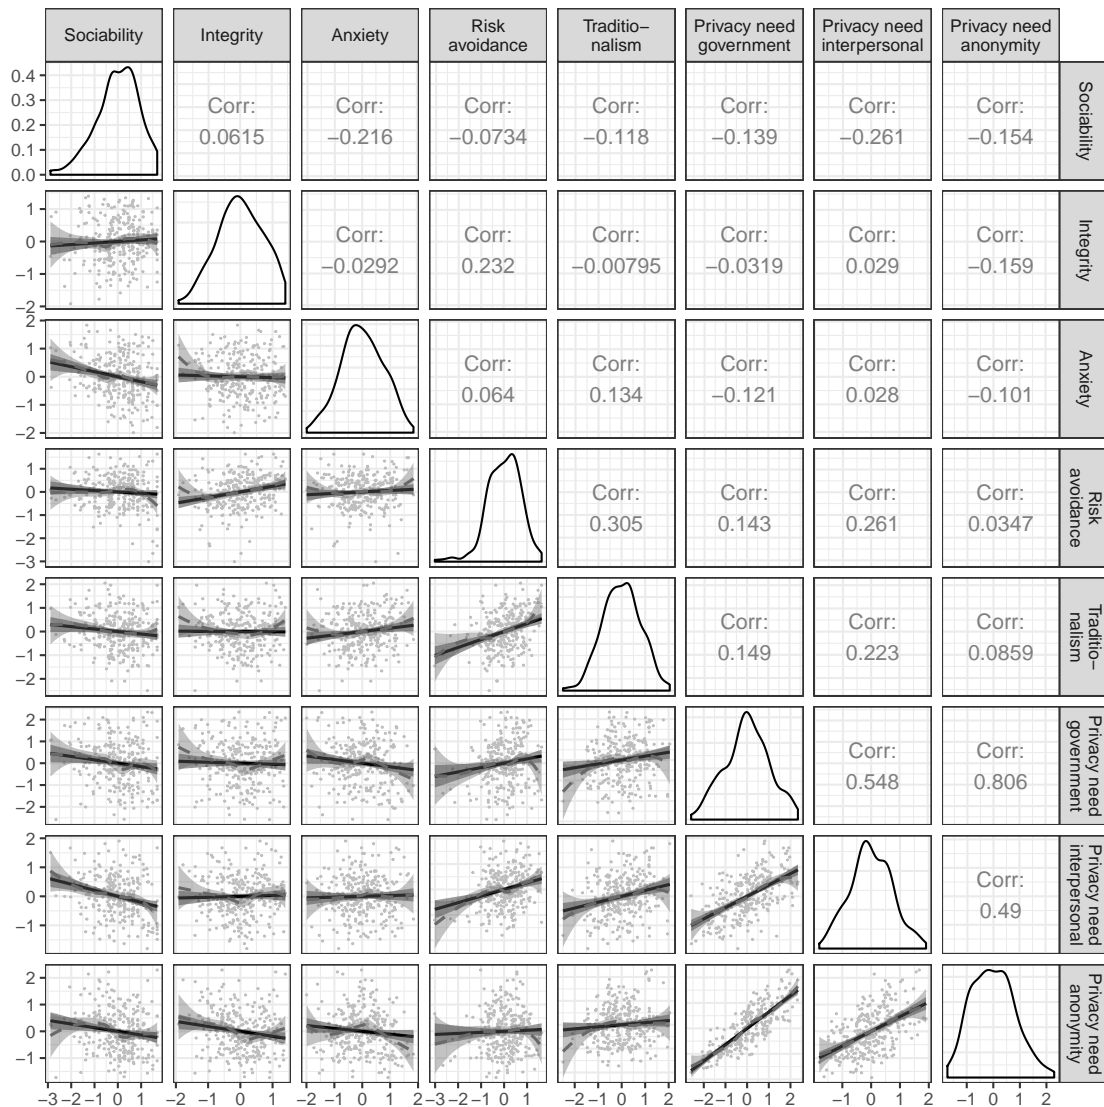 Sociability
Integrity
Anxiety
Risk
avoidance
Traditio−
nalism
Privacy need
government
Privacy need
interpersonal
Privacy need
anonymity
0.4
0.3
0.2
0.1
0.0
Corr:
0.0615
Corr:
−0.216
Corr:
−0.0734
Corr:
−0.118
Corr:
−0.139
Corr:
−0.261
Corr:
−0.154
Sociability
1
0
−1
−2
Corr:
−0.0292
Corr:
0.232
Corr:
−0.00795
Corr:
−0.0319
Corr:
0.029
Corr:
−0.159
Integrity
2
1
0
−1
−2
Corr:
0.064
Corr:
0.134
Corr:
−0.121
Corr:
0.028
Corr:
−0.101
Anxiety
1
0
−1
−2
−3
Corr:
0.305
Corr:
0.143
Corr:
0.261
Corr:
0.0347
Risk
avoidance
2
1
0
−1
−2
Corr:
0.149
Corr:
0.223
Corr:
0.0859
Traditio−
nalism
2
1
0
−1
−2
Corr:
0.548
Corr:
0.806
Privacy need
government
2
1
0
−1
Corr:
0.49
Privacy need
interpersonal
2
1
0
−1
Privacy need
anonymity
−3 −2 −1 0 1
−2 −1 0 1
−2 −1 0 1 2
−3 −2 −1 0 1
−2 −1 0 1 2
−2 −1 0 1 2
−1 0 1 2
−1 0 1 2